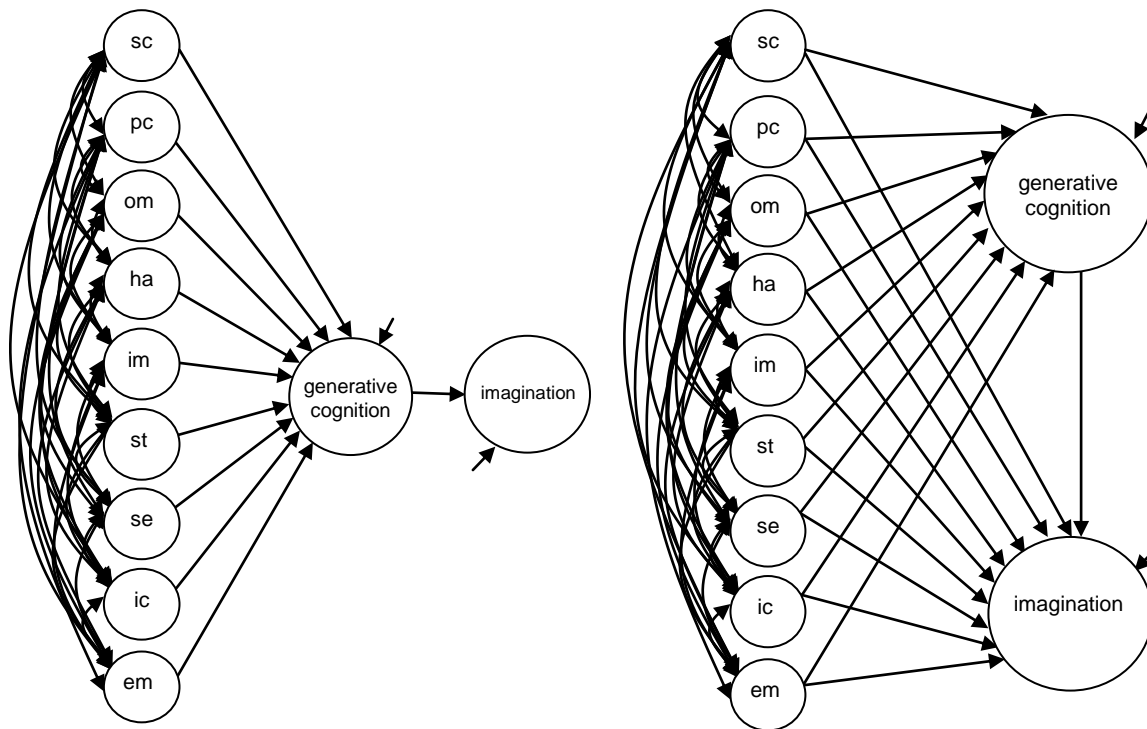 sc
pc
om
ha
im
st
se
ic
em
generative
cognition
imagination
sc
pc
om
ha
im
st
se
ic
em
generative
cognition
imagination